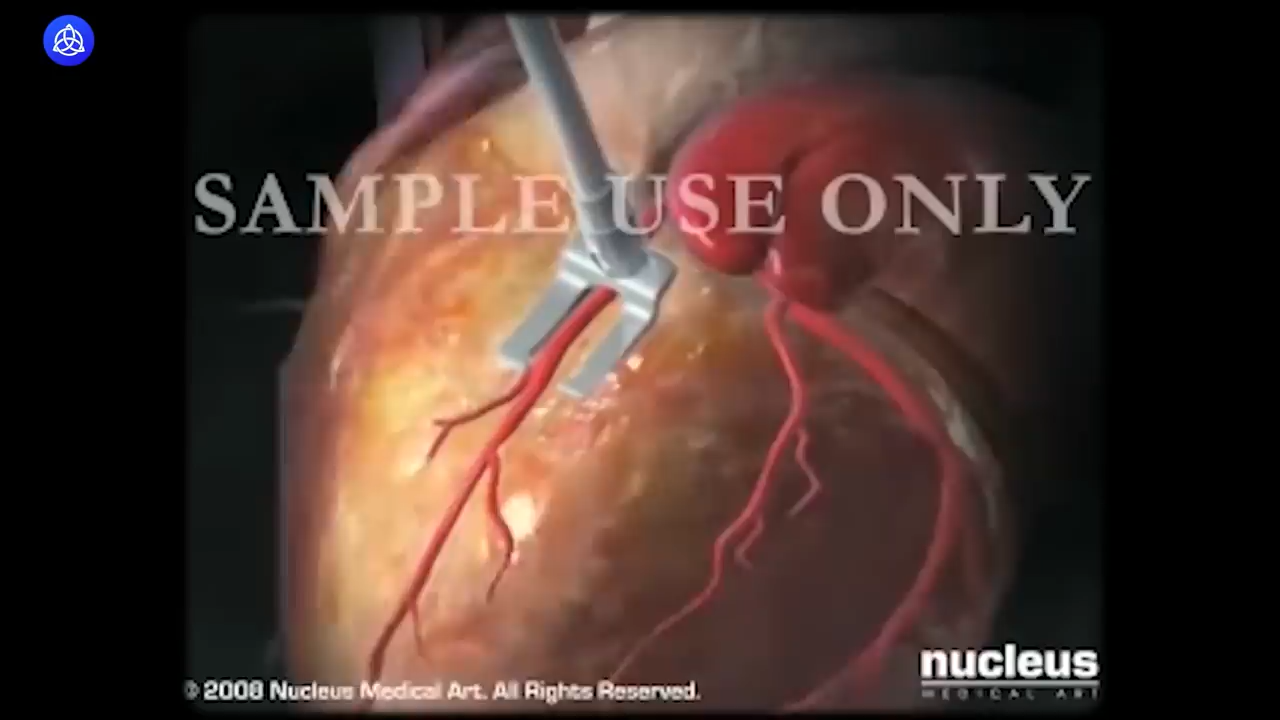 SAMPLE USE ONLY
nucleus
MEDICAL ART
© 2008 Nucleus Medical Art. All Rights Reserved.